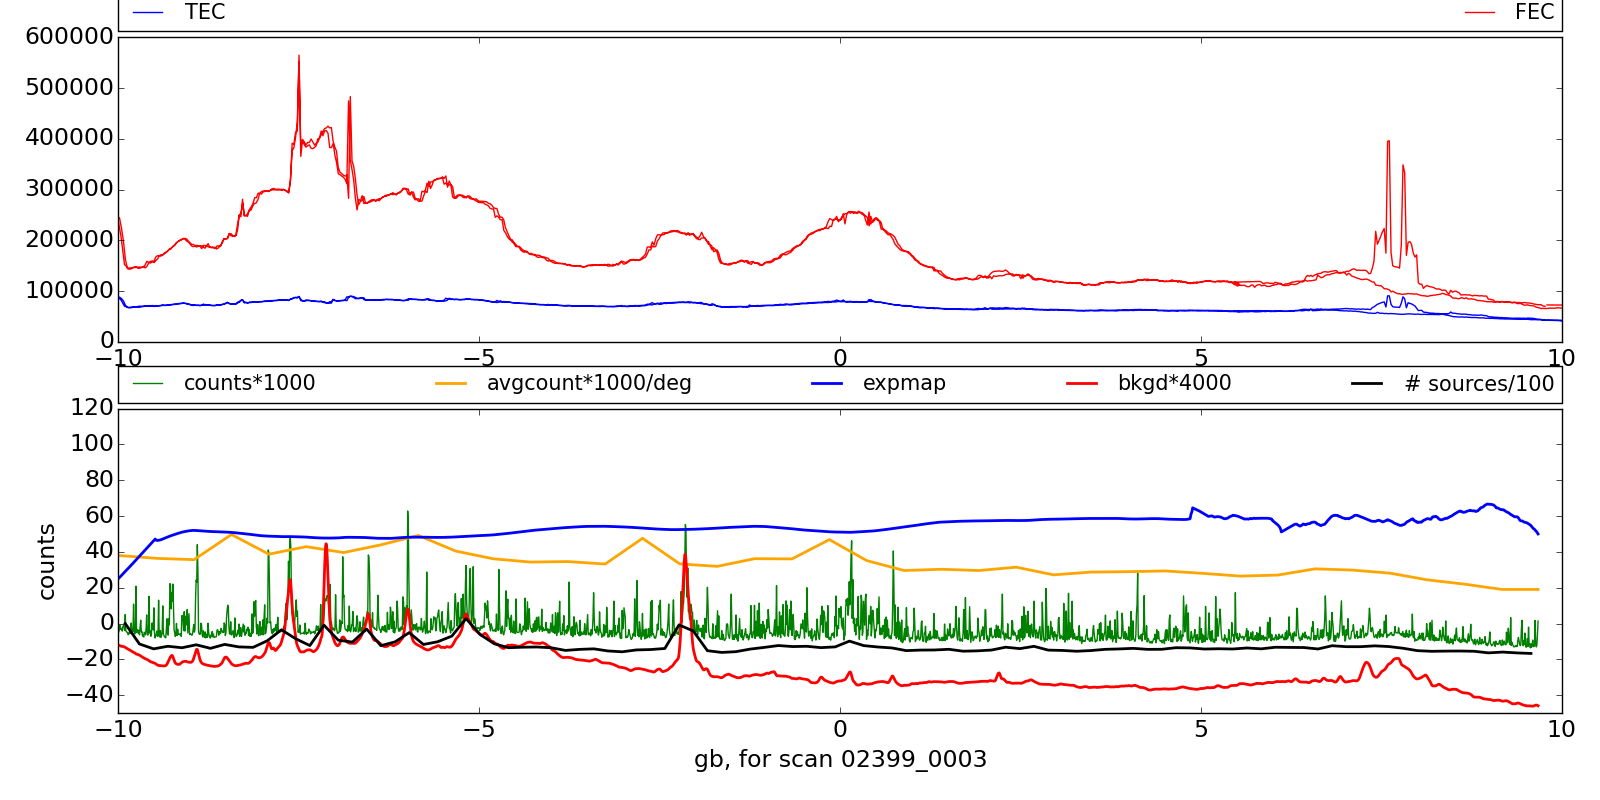 TEC FEC
600000
500000
400000
300000
200000
100000
0
−10 −5 0 5 10
counts*1000 avgcount*1000/deg expmap bkgd*4000 # sources/100
120
100
80
60
40
20
0
−20
−40
counts
−10 −5 0 5 10
gb, for scan 02399_0003